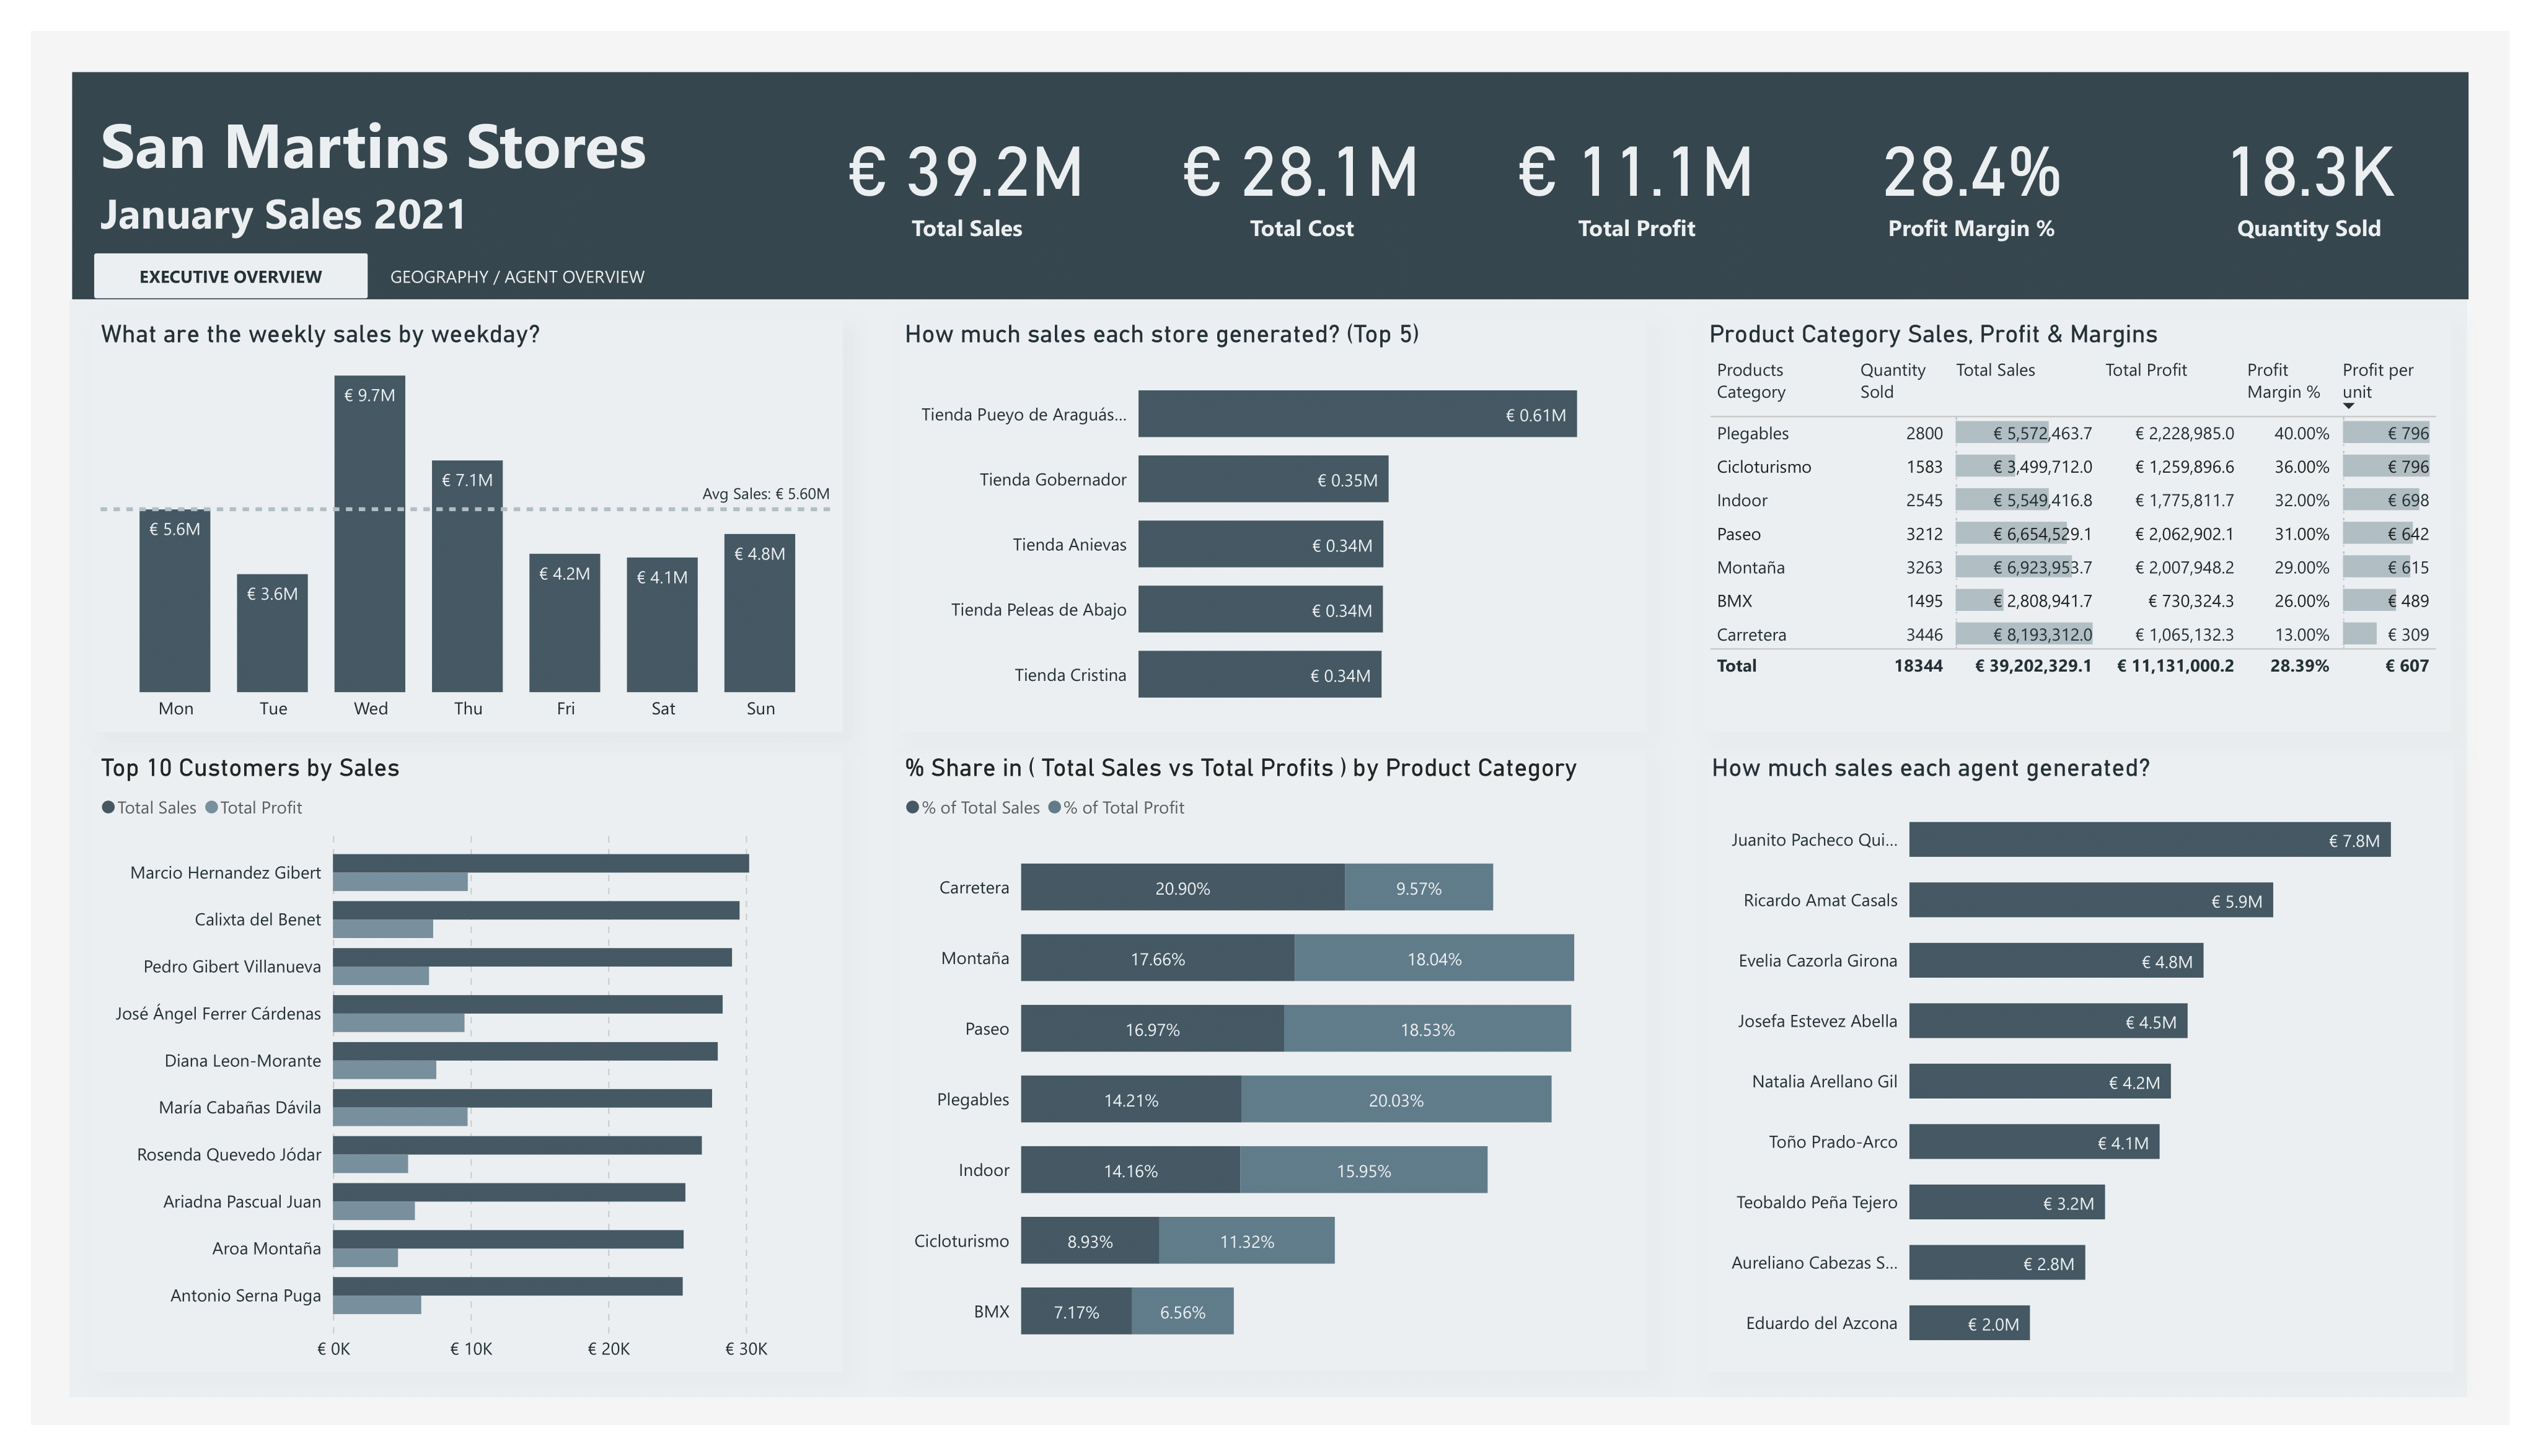 San Martins Stores
January Sales 2021
EXECUTIVE OVERVIEW
GEOGRAPHY / AGENT OVERVIEW
€ 39.2M
Total Sales
€ 28.1M
Total Cost
€ 11.1M
Total Profit
28.4%
Profit Margin %
18.3K
Quantity Sold
What are the weekly sales by weekday?
€ 9.7M
€ 7.1M
Avg Sales: € 5.60M
€ 5.6M
€ 3.6M
€ 4.2M
€ 4.1M
€ 4.8M
Mon Tue Wed Thu Fri Sat Sun
How much sales each store generated? (Top 5)
Tienda Pueyo de Araguás... € 0.61M
Tienda Gobernador € 0.35M
Tienda Anievas € 0.34M
Tienda Peleas de Abajo € 0.34M
Tienda Cristina € 0.34M
Product Category Sales, Profit & Margins
Products Quantity Total Sales Total Profit Profit Profit per
Category Sold Margin % unit
Plegables 2800 € 5,572,463.7 € 2,228,985.0 40.00% € 796
Cicloturismo 1583 € 3,499,712.0 € 1,259,896.6 36.00% € 796
Indoor 2545 € 5,549,416.8 € 1,775,811.7 32.00% € 698
Paseo 3212 € 6,654,529.1 € 2,062,902.1 31.00% € 642
Montaña 3263 € 6,923,953.7 € 2,007,948.2 29.00% € 615
BMX 1495 € 2,808,941.7 € 730,324.3 26.00% € 489
Carretera 3446 € 8,193,312.0 € 1,065,132.3 13.00% € 309
Total 18344 € 39,202,329.1 € 11,131,000.2 28.39% € 607
Top 10 Customers by Sales
Total Sales Total Profit
Marcio Hernandez Gibert
Calixta del Benet
Pedro Gibert Villanueva
José Ángel Ferrer Cárdenas
Diana Leon-Morante
María Cabañas Dávila
Rosenda Quevedo Jódar
Ariadna Pascual Juan
Aroa Montaña
Antonio Serna Puga
€ 0K € 10K € 20K € 30K
% Share in ( Total Sales vs Total Profits ) by Product Category
% of Total Sales % of Total Profit
Carretera 20.90% 9.57%
Montaña 17.66% 18.04%
Paseo 16.97% 18.53%
Plegables 14.21% 20.03%
Indoor 14.16% 15.95%
Cicloturismo 8.93% 11.32%
BMX 7.17% 6.56%
How much sales each agent generated?
Juanito Pacheco Qui... € 7.8M
Ricardo Amat Casals € 5.9M
Evelia Cazorla Girona € 4.8M
Josefa Estevez Abella € 4.5M
Natalia Arellano Gil € 4.2M
Toño Prado-Arco € 4.1M
Teobaldo Peña Tejero € 3.2M
Aureliano Cabezas S... € 2.8M
Eduardo del Azcona € 2.0M